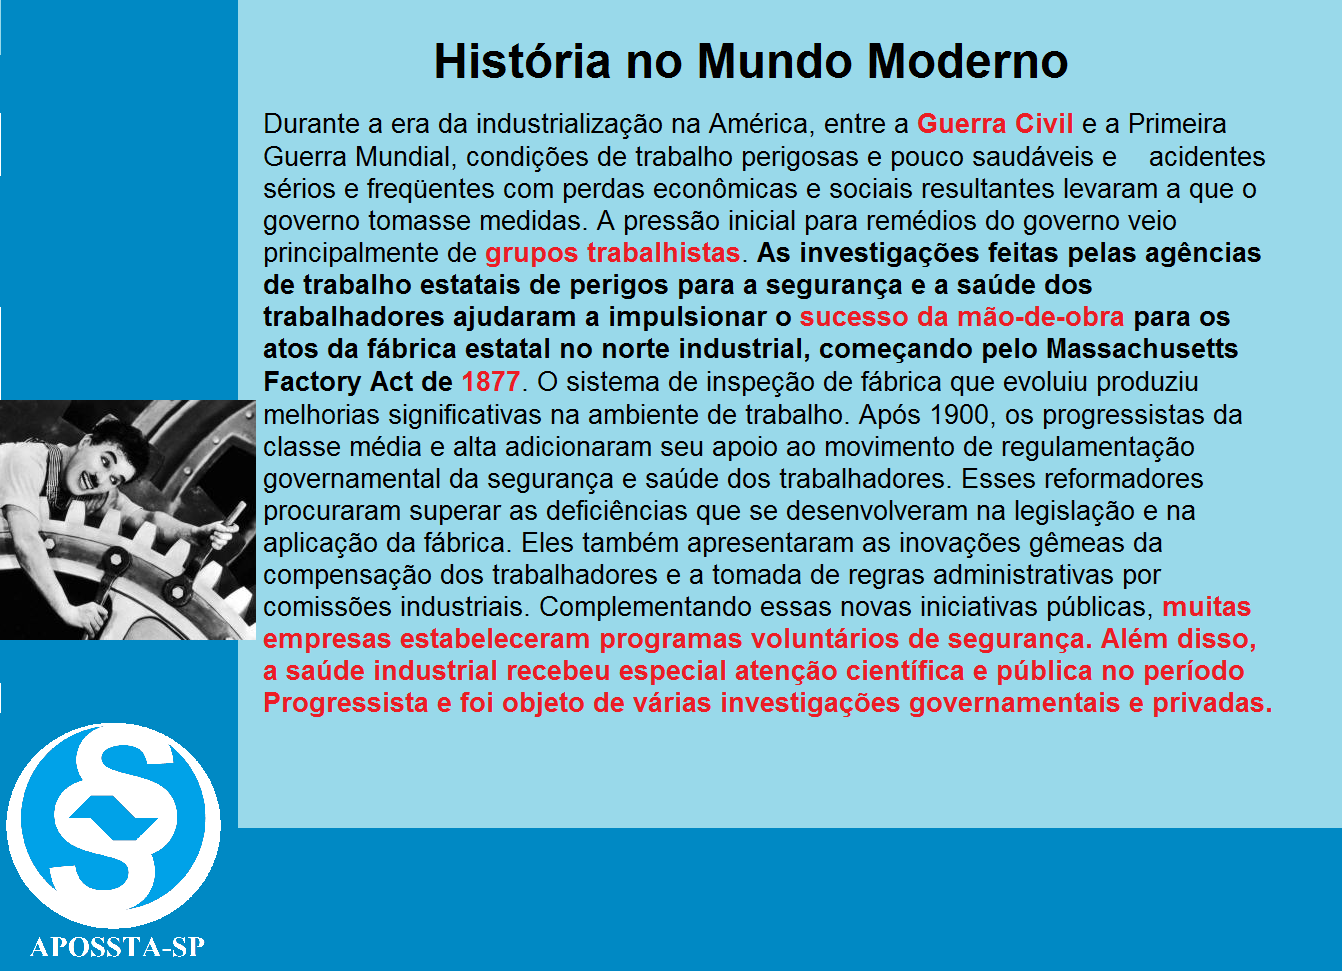 História no Mundo Moderno
Durante a era da industrialização na América, entre a Guerra Civil e a Primeira
Guerra Mundial, condições de trabalho perigosas e pouco saudáveis e acidentes
sérios e freqüentes com perdas econômicas e sociais resultantes levaram a que o
governo tomasse medidas. A pressão inicial para remédios do governo veio
principalmente de grupos trabalhistas. As investigações feitas pelas agências
de trabalho estatais de perigos para a segurança e a saúde dos
trabalhadores ajudaram a impulsionar o sucesso da mão-de-obra para os
atos da fábrica estatal no norte industrial, começando pelo Massachusetts
Factory Act de 1877. O sistema de inspeção de fábrica que evoluiu produziu
melhorias significativas na ambiente de trabalho. Após 1900, os progressistas da
classe média e alta adicionaram seu apoio ao movimento de regulamentação
governamental da segurança e saúde dos trabalhadores. Esses reformadores
procuraram superar as deficiências que se desenvolveram na legislação e na
aplicação da fábrica. Eles também apresentaram as inovações gêmeas da
compensação dos trabalhadores e a tomada de regras administrativas por
comissões industriais. Complementando essas novas iniciativas públicas, muitas
empresas estabeleceram programas voluntários de segurança. Além disso,
a saúde industrial recebeu especial atenção científica e pública no período
Progressista e foi objeto de várias investigações governamentais e privadas.
APOSSTA-SP